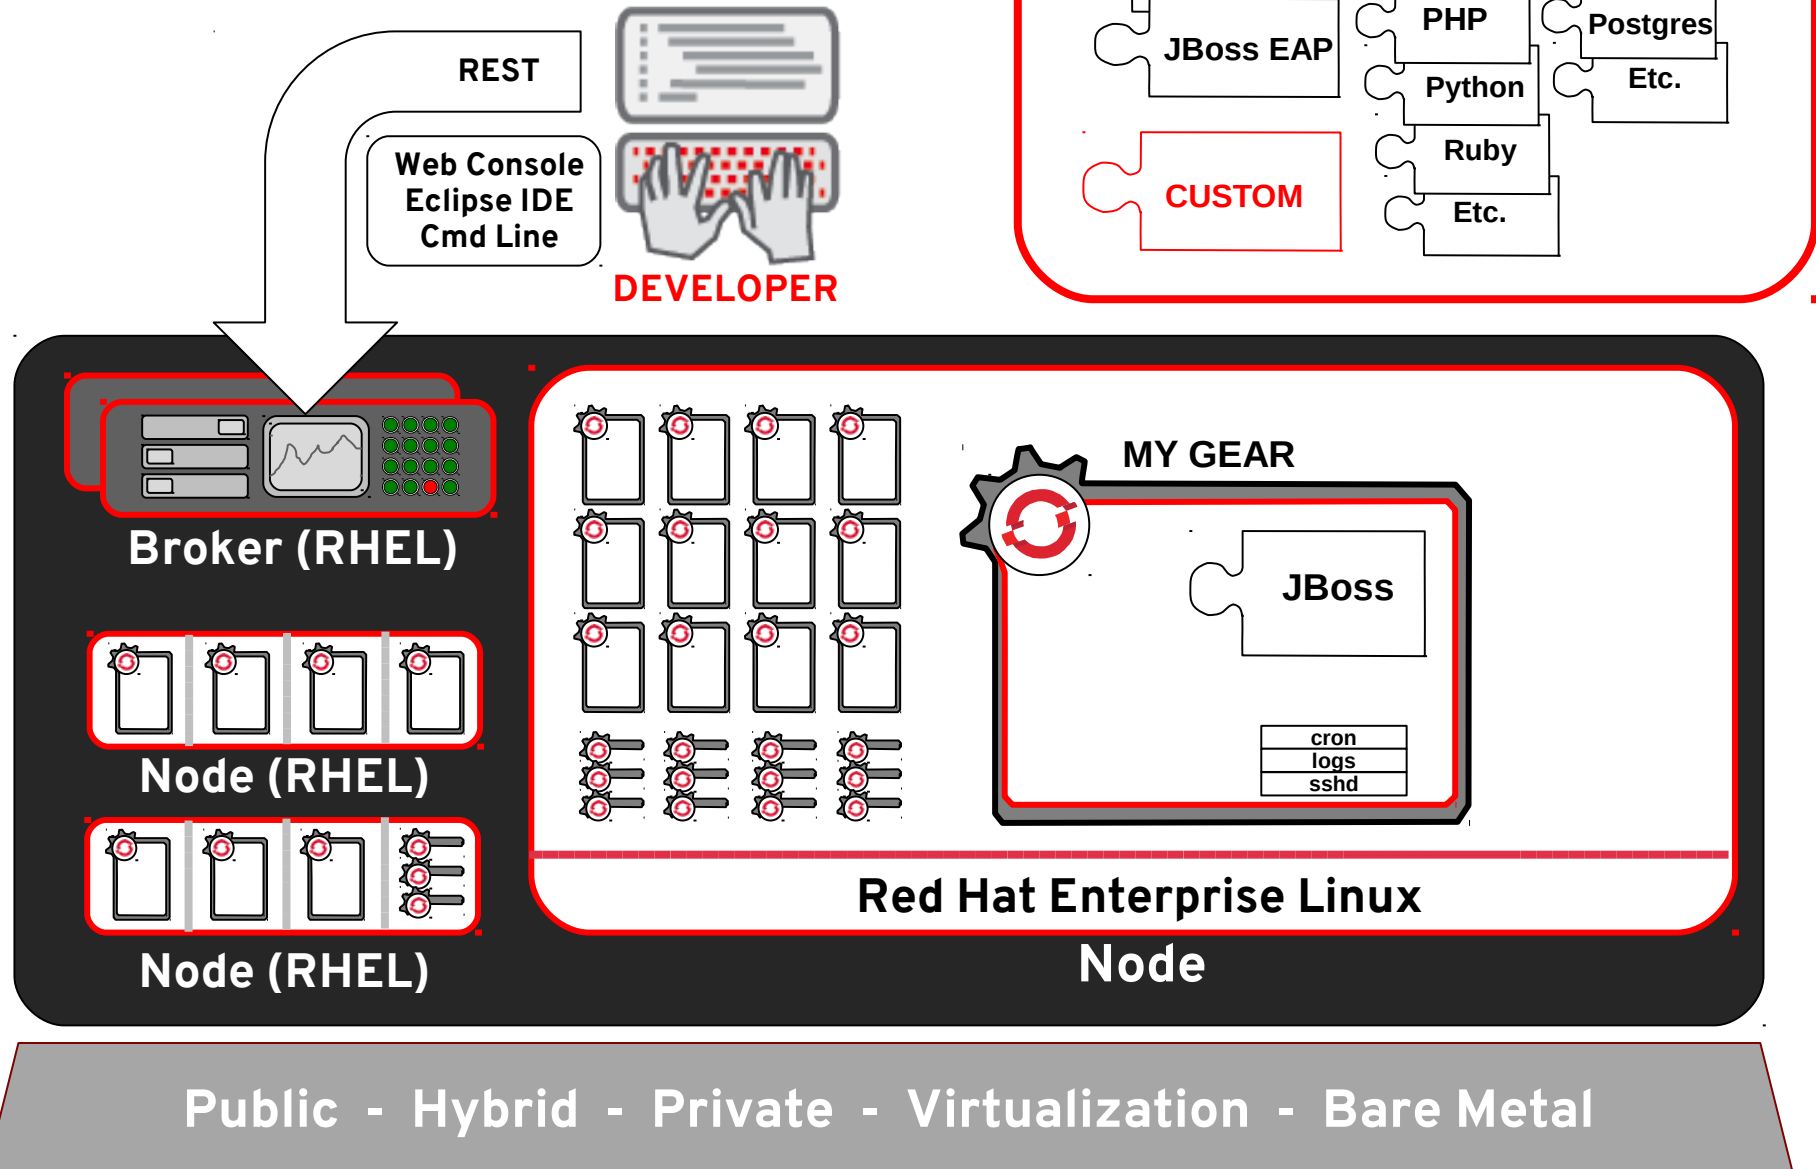 REST
Web Console
Eclipse IDE
Cmd Line
DEVELOPER
JBoss EAP
CUSTOM
PHP
Python
Ruby
Etc.
Postgres
Etc.
Broker (RHEL)
Node (RHEL)
Node (RHEL)
MY GEAR
JBoss
cron
logs
sshd
Red Hat Enterprise Linux
Node
Public - Hybrid - Private - Virtualization - Bare Metal